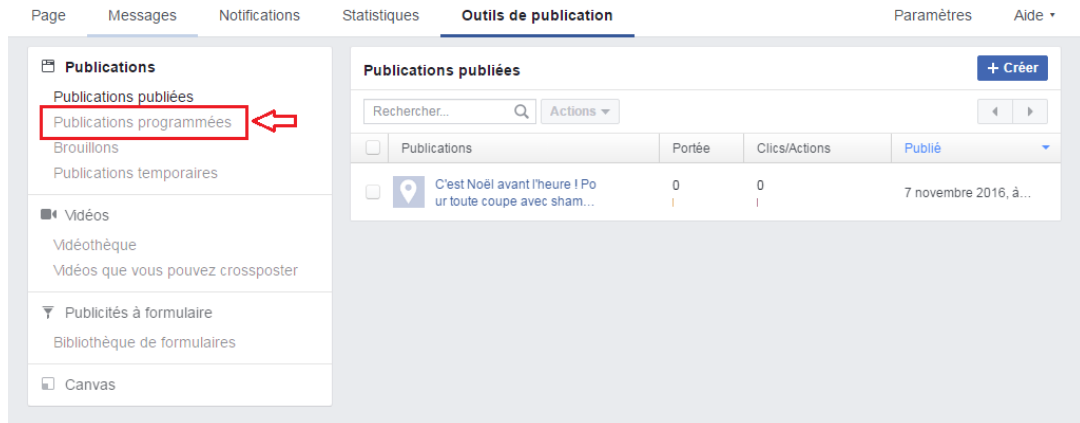 Page Messages Notifications Statistiques Outils de publication Paramètres Aide
Publications
Publications publiées
Publications programmées
Brouillons
Publications temporaires
Vidéos
Vidéothèque
Vidéos que vous pouvez crossposter
Publicités à formulaire
Bibliothèque de formulaires
Canvas
Publications publiées + Créer
Rechercher... Actions
Publications Portée Clics/Actions Publié
C'est Noël avant l'heure ! Po 0 0 7 novembre 2016, à...
ur toute coupe avec sham...